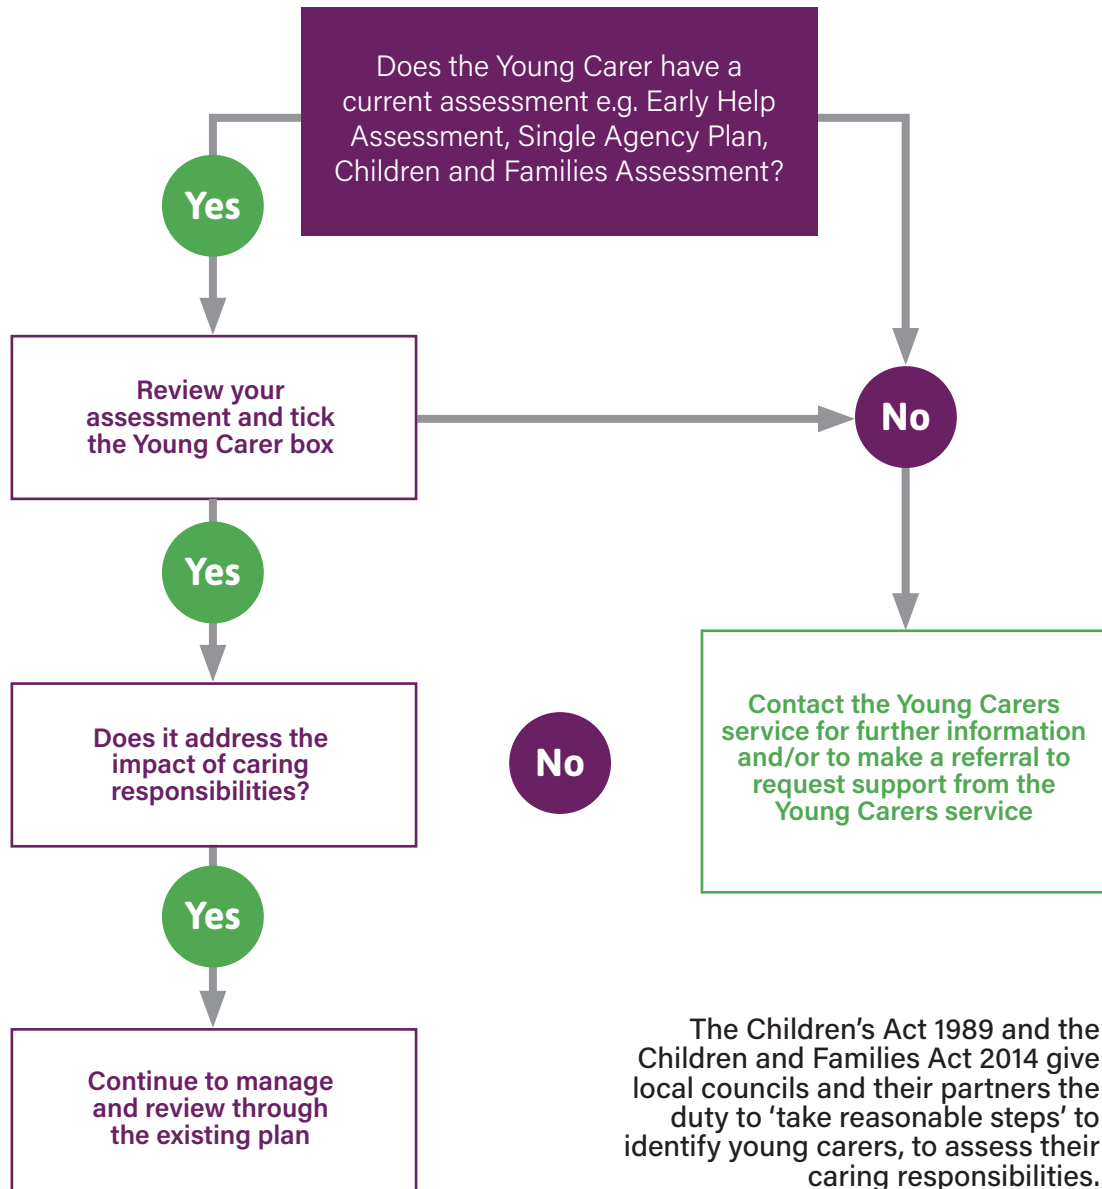 Does the Young Carer have a
current assessment e.g. Early Help
Assessment, Single Agency Plan,
Children and Families Assessment?
Yes
Review your
assessment and tick
the Young Carer box
No
Yes
Does it address the
impact of caring
responsibilities?
No
Contact the Young Carers
service for further information
and/or to make a referral to
request support from the
Young Carers service
Yes
Continue to manage
and review through
the existing plan
The Children’s Act 1989 and the
Children and Families Act 2014 give
local councils and their partners the
duty to ‘take reasonable steps’ to
identify young carers, to assess their
caring responsibilities.